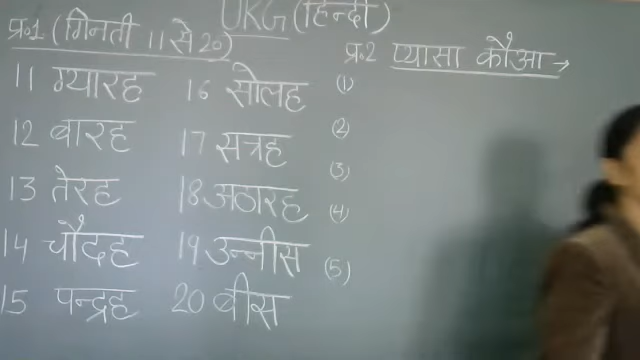 UKG (हिन्दी)
प्र.1 (गिनती 11 से 20)
11 ग्यारह
12 बारह
13 तेरह
14 चौदह
15 पन्द्रह
16 सोलह
17 सत्रह
18 अठारह
19 उन्नीस
20 बीस
प्र.2 प्यासा कौआ →
(1)
(2)
(3)
(4)
(5)